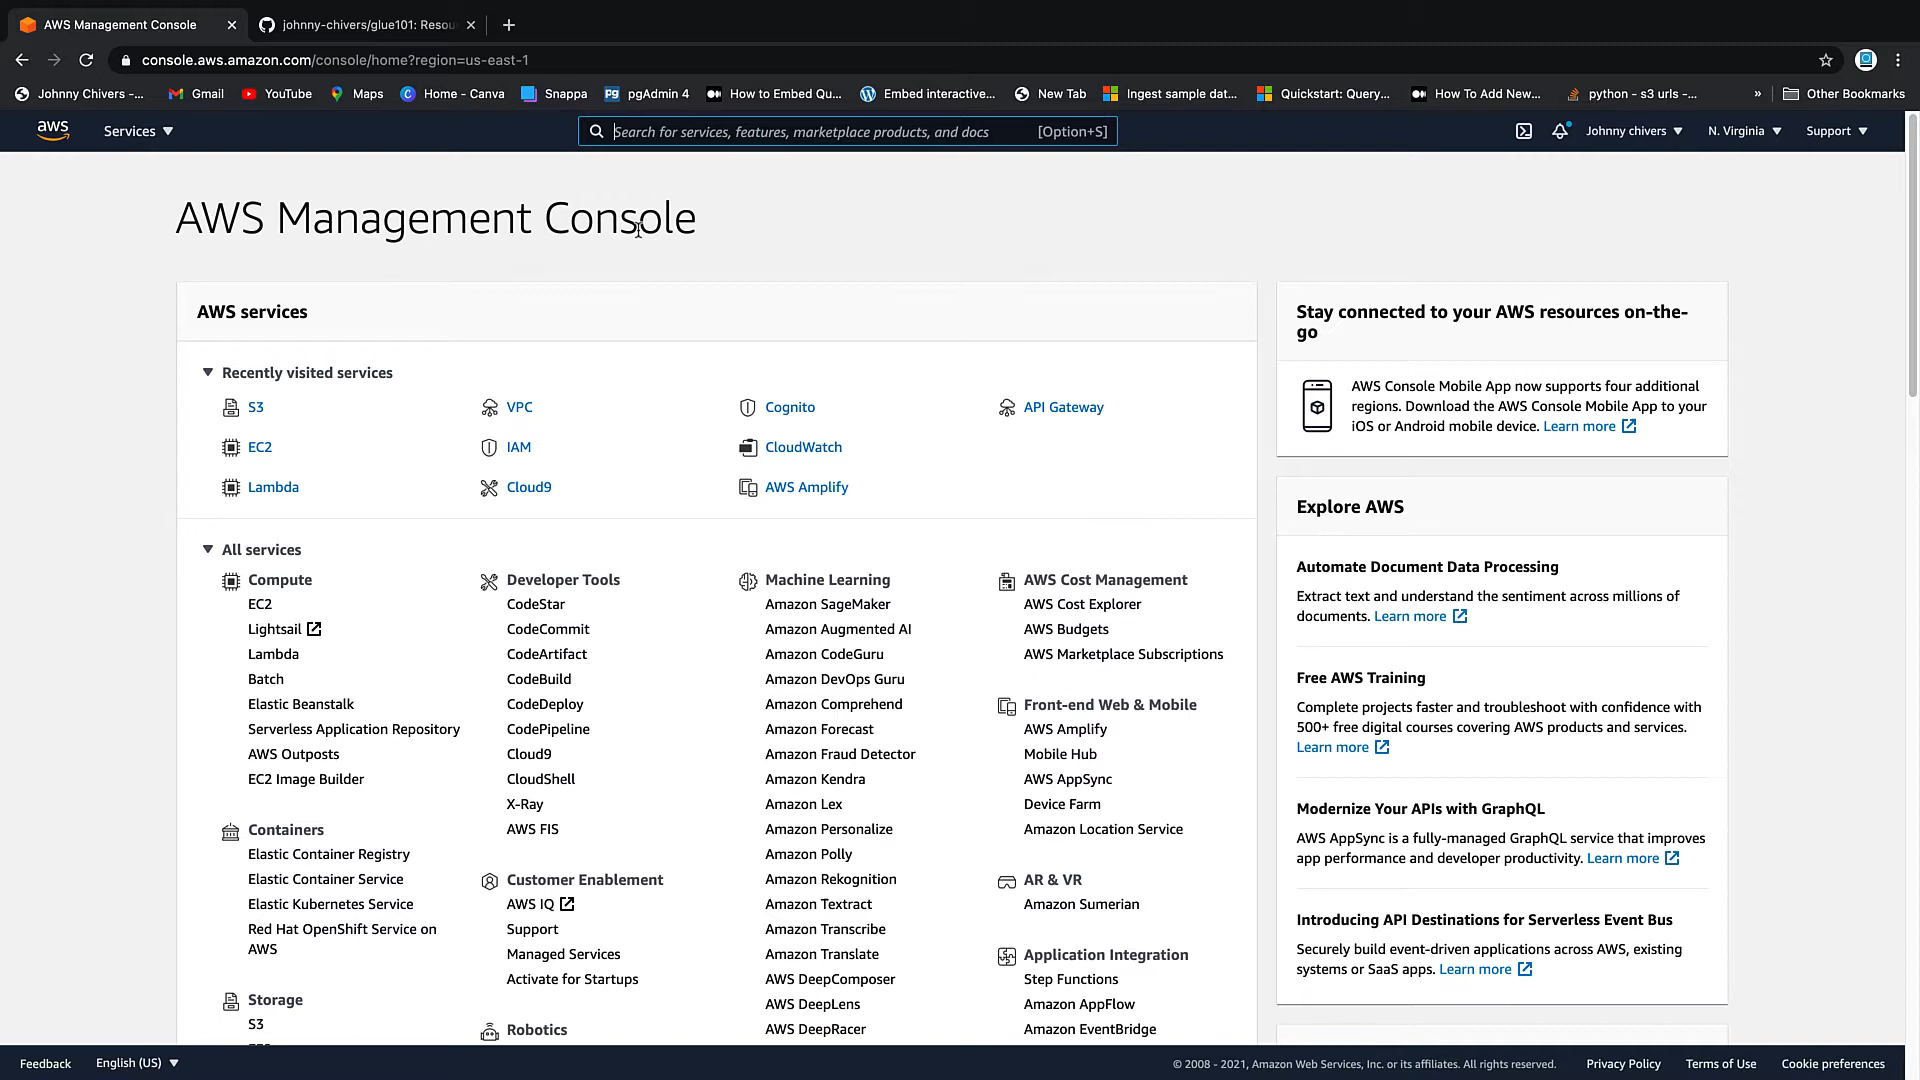 AWS Management Console
johnny-chivers/glue101: Resou
console.aws.amazon.com/console/home?region=us-east-1
Johnny Chivers -...
Gmail
YouTube
Maps
Home - Canva
Snappa
pgAdmin 4
How to Embed Qu...
Embed interactive...
New Tab
Ingest sample dat...
Quickstart: Query...
How To Add New...
python - s3 urls -...
»
Other Bookmarks
aws
Services
Search for services, features, marketplace products, and docs
[Option+S]
Johnny chivers
N. Virginia
Support
AWS Management Console
AWS services
Recently visited services
S3
VPC
Cognito
API Gateway
EC2
IAM
CloudWatch
Lambda
Cloud9
AWS Amplify
All services
Compute
EC2
Lightsail
Lambda
Batch
Elastic Beanstalk
Serverless Application Repository
AWS Outposts
EC2 Image Builder
Containers
Elastic Container Registry
Elastic Container Service
Elastic Kubernetes Service
Red Hat OpenShift Service on
AWS
Storage
S3
Developer Tools
CodeStar
CodeCommit
CodeArtifact
CodeBuild
CodeDeploy
CodePipeline
Cloud9
CloudShell
X-Ray
AWS FIS
Customer Enablement
AWS IQ
Support
Managed Services
Activate for Startups
Robotics
Machine Learning
Amazon SageMaker
Amazon Augmented AI
Amazon CodeGuru
Amazon DevOps Guru
Amazon Comprehend
Amazon Forecast
Amazon Fraud Detector
Amazon Kendra
Amazon Lex
Amazon Personalize
Amazon Polly
Amazon Rekognition
Amazon Textract
Amazon Transcribe
Amazon Translate
AWS DeepComposer
AWS DeepLens
AWS DeepRacer
AWS Cost Management
AWS Cost Explorer
AWS Budgets
AWS Marketplace Subscriptions
Front-end Web & Mobile
AWS Amplify
Mobile Hub
AWS AppSync
Device Farm
Amazon Location Service
AR & VR
Amazon Sumerian
Application Integration
Step Functions
Amazon AppFlow
Amazon EventBridge
Stay connected to your AWS resources on-the-
go
AWS Console Mobile App now supports four additional
regions. Download the AWS Console Mobile App to your
iOS or Android mobile device. Learn more
Explore AWS
Automate Document Data Processing
Extract text and understand the sentiment across millions of
documents. Learn more
Free AWS Training
Complete projects faster and troubleshoot with confidence with
500+ free digital courses covering AWS products and services.
Learn more
Modernize Your APIs with GraphQL
AWS AppSync is a fully-managed GraphQL service that improves
app performance and developer productivity. Learn more
Introducing API Destinations for Serverless Event Bus
Securely build event-driven applications across AWS, existing
systems or SaaS apps. Learn more
Feedback
English (US)
© 2008 - 2021, Amazon Web Services, Inc. or its affiliates. All rights reserved.
Privacy Policy
Terms of Use
Cookie preferences